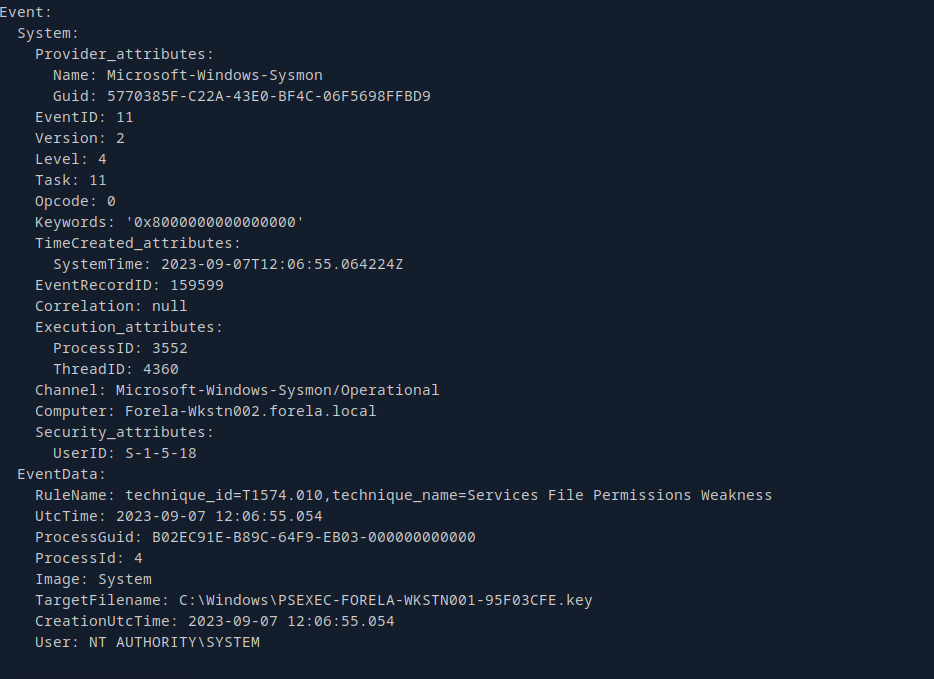 Event:
System:
Provider_attributes:
Name: Microsoft-Windows-Sysmon
Guid: 5770385F-C22A-43E0-BF4C-06F5698FFBD9
EventID: 11
Version: 2
Level: 4
Task: 11
Opcode: 0
Keywords: '0x8000000000000000'
TimeCreated_attributes:
SystemTime: 2023-09-07T12:06:55.064224Z
EventRecordID: 159599
Correlation: null
Execution_attributes:
ProcessID: 3552
ThreadID: 4360
Channel: Microsoft-Windows-Sysmon/Operational
Computer: Forela-Wkstn002.forela.local
Security_attributes:
UserID: S-1-5-18
EventData:
RuleName: technique_id=T1574.010,technique_name=Services File Permissions Weakness
UtcTime: 2023-09-07 12:06:55.054
ProcessGuid: B02EC91E-B89C-64F9-EB03-000000000000
ProcessId: 4
Image: System
TargetFilename: C:\Windows\PSEXEC-FORELA-WKSTN001-95F03CFE.key
CreationUtcTime: 2023-09-07 12:06:55.054
User: NT AUTHORITY\SYSTEM